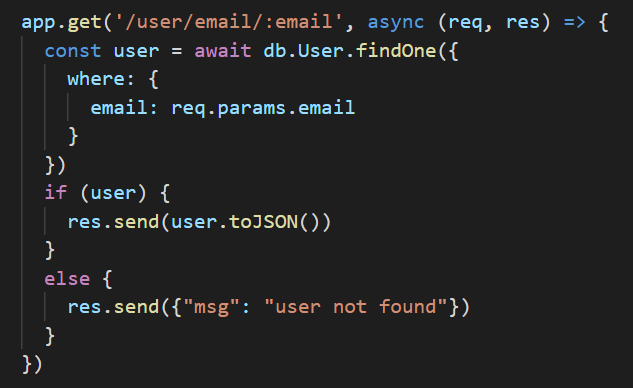 app.get('/user/email/:email', async (req, res) => {
  const user = await db.User.findOne({
    where: {
      email: req.params.email
    }
  })
  if (user) {
    res.send(user.toJSON())
  }
  else {
    res.send({"msg": "user not found"})
  }
})